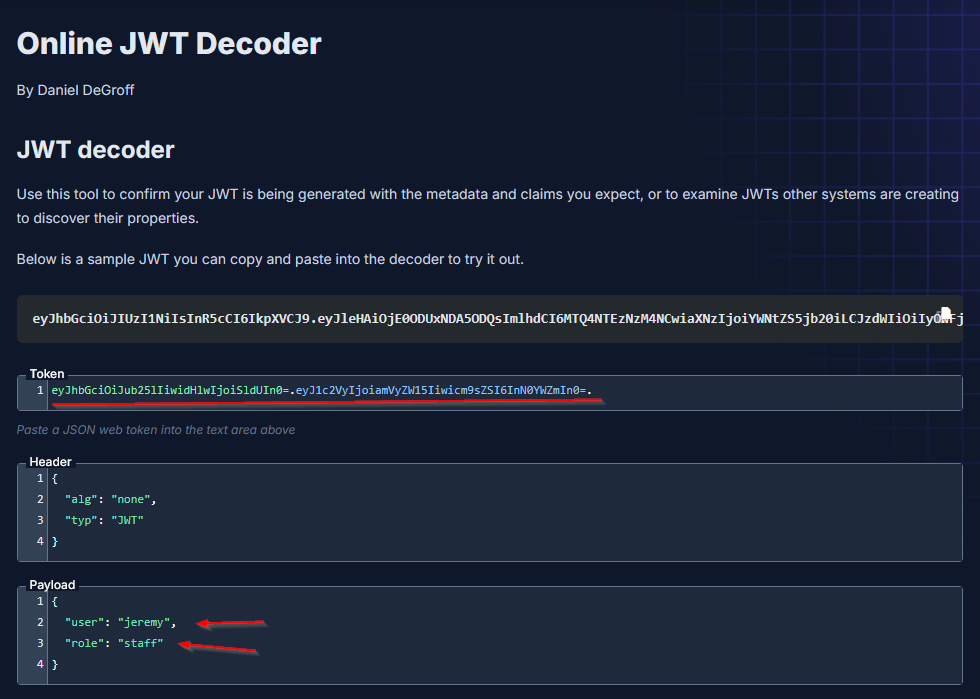 Online JWT Decoder
By Daniel DeGroff
JWT decoder
Use this tool to confirm your JWT is being generated with the metadata and claims you expect, or to examine JWTs other systems are creating
to discover their properties.
Below is a sample JWT you can copy and paste into the decoder to try it out.
eyJhbGciOiJIUzI1NiIsInR5cCI6IkpXVCJ9.eyJleHAiOjE0ODUxNDA5ODQsImlhdCI6MTQ4NTEzNzM4NCwiaXNzIjoiYWNtZS5jb20iLCJzdWIiOiIyOWFj
Token
1 eyJhbGciOiJub25lIiwidHlwIjoiSldUIn0=.eyJ1c2VyIjoiamVyZW15Iiwicm9sZSI6InN0YWZmIn0=.
Paste a JSON web token into the text area above
Header
1 {
2 "alg": "none",
3 "typ": "JWT"
4 }
Payload
1 {
2 "user": "jeremy",
3 "role": "staff"
4 }